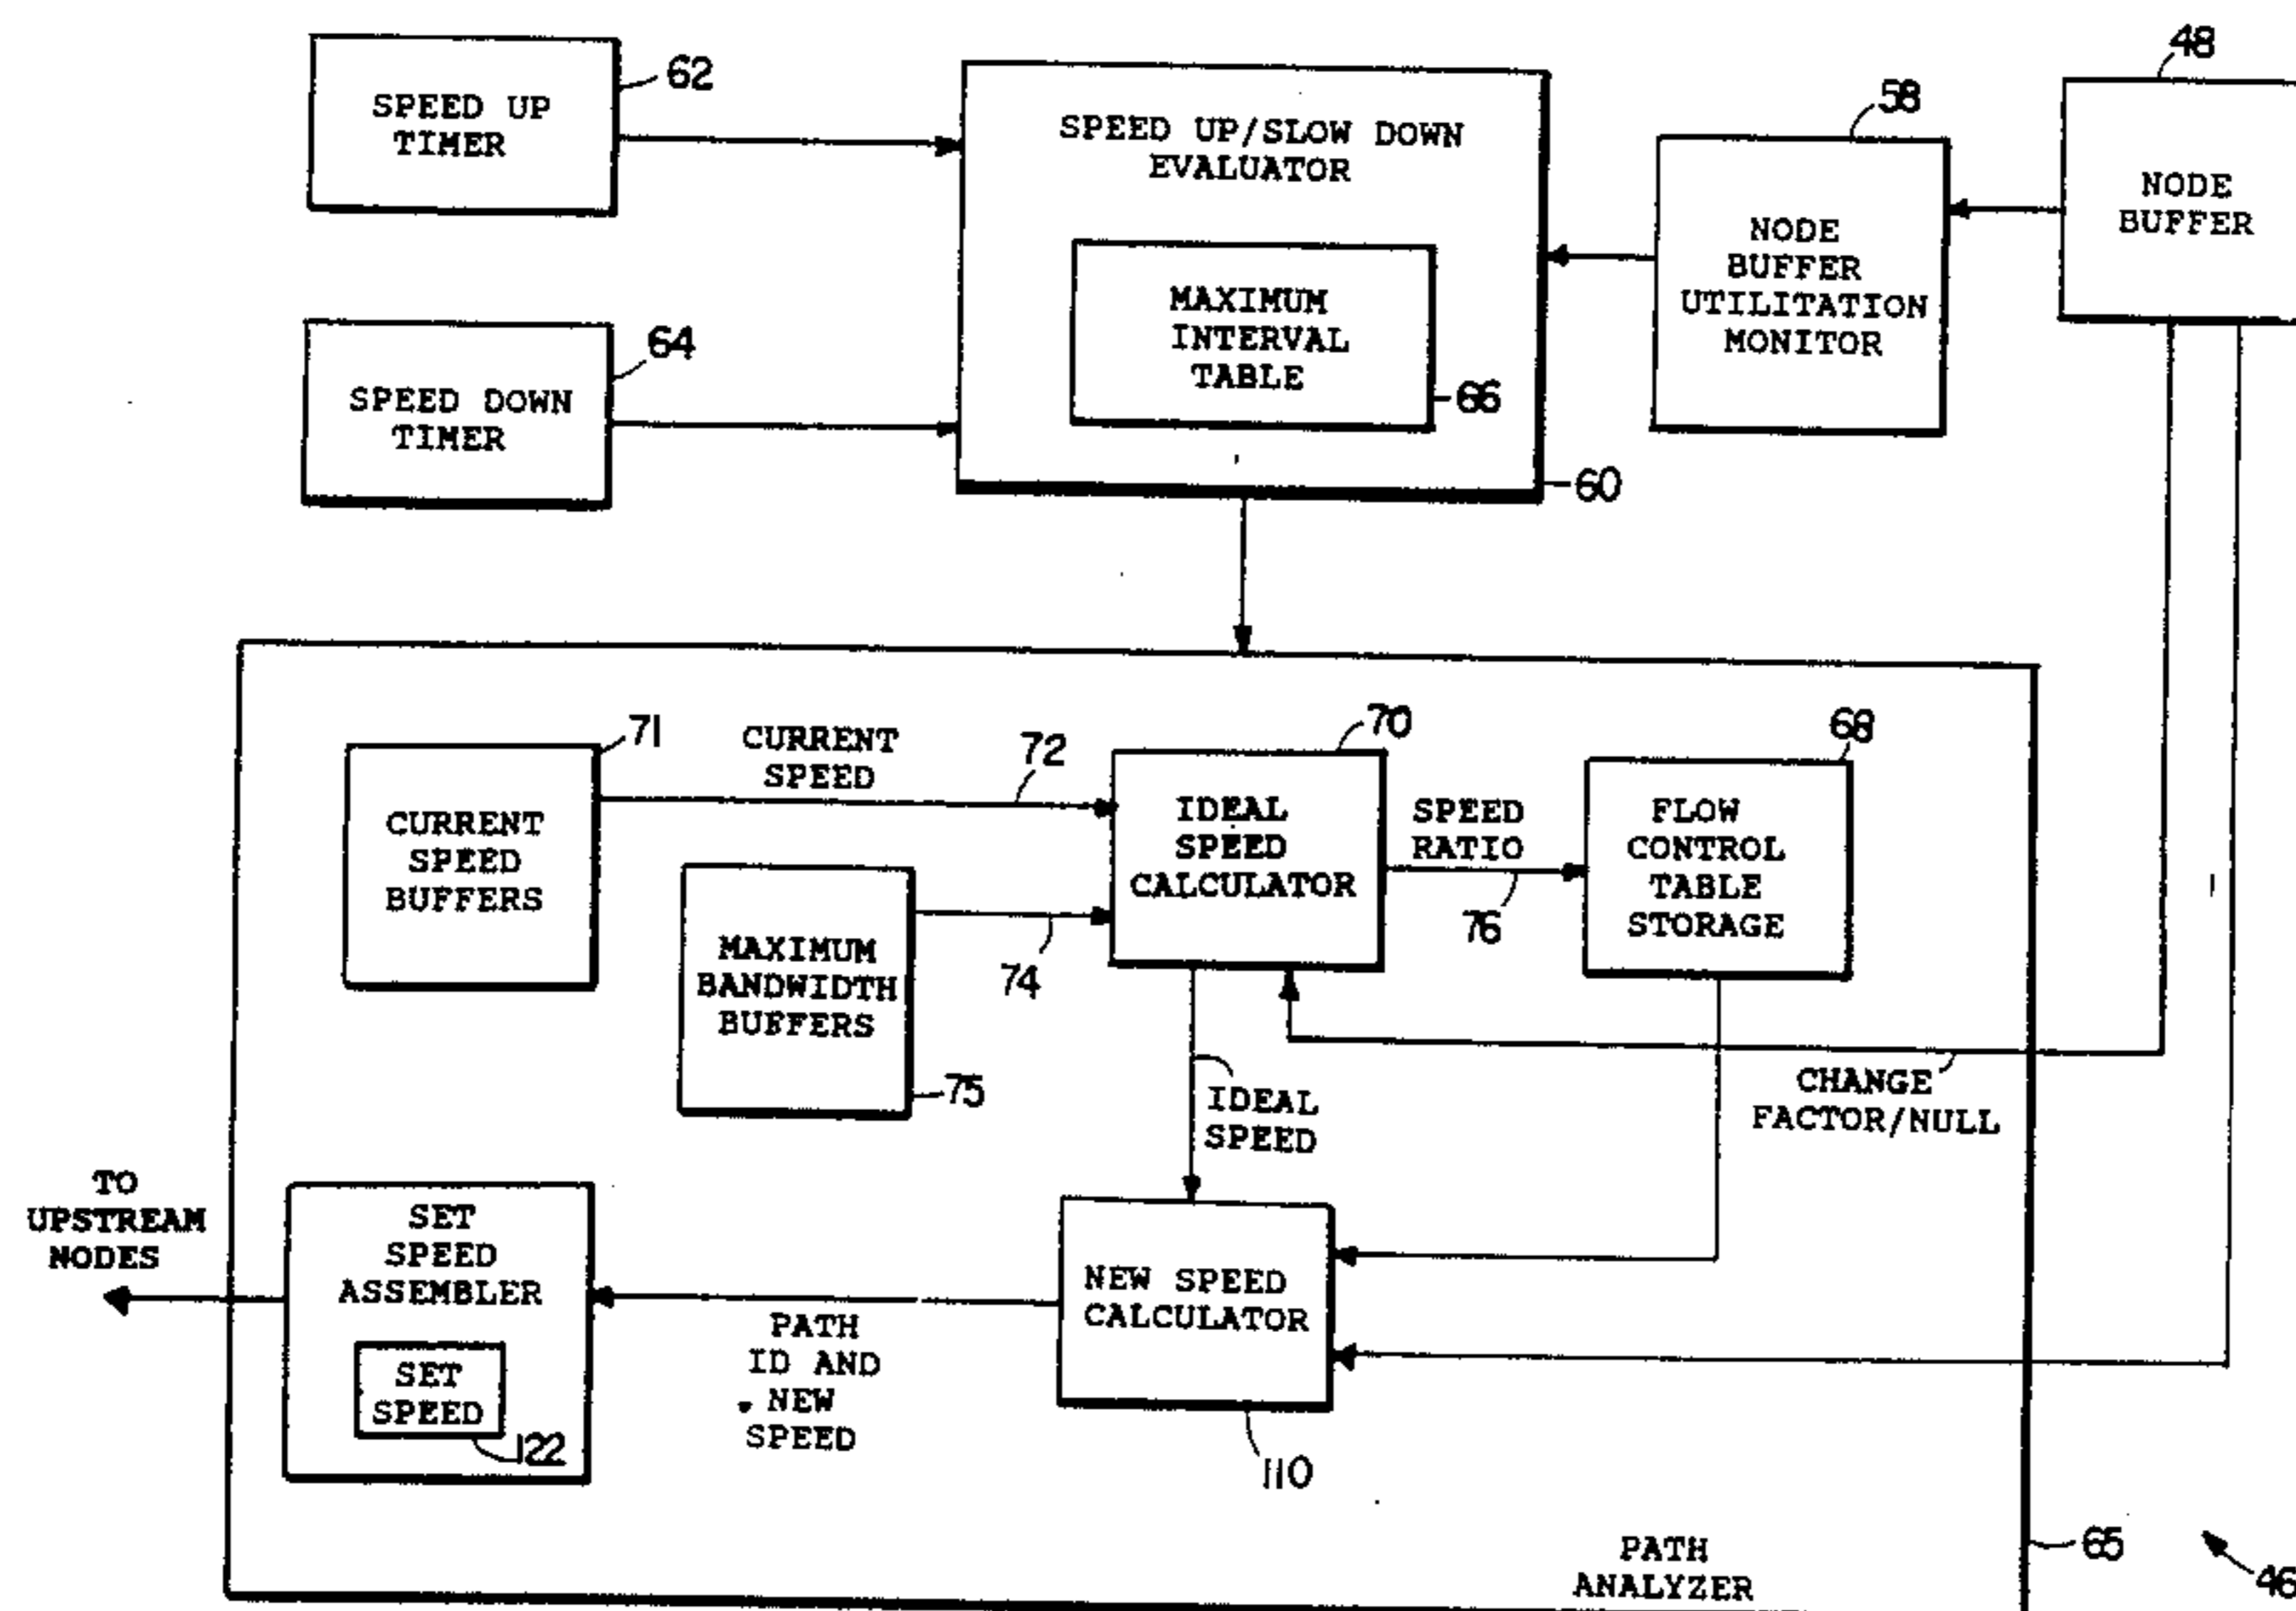 62
SPEED UP
TIMER
SPEED UP/SLOW DOWN
EVALUATOR
58
48
NODE
BUFFER
NODE
BUFFER
UTILITATION
MONITOR
MAXIMUM
INTERVAL
TABLE
66
60
64
SPEED DOWN
TIMER
71
CURRENT
SPEED
BUFFERS
CURRENT
SPEED
72
70
IDEAL
SPEED
CALCULATOR
SPEED
RATIO
76
68
FLOW
CONTROL
TABLE
STORAGE
MAXIMUM
BANDWIDTH
BUFFERS
74
75
IDEAL
SPEED
CHANGE
FACTOR/NULL
TO
UPSTREAM
NODES
SET
SPEED
ASSEMBLER
SET
SPEED
122
PATH
ID AND
NEW
SPEED
NEW SPEED
CALCULATOR
110
PATH
ANALYZER
65
46